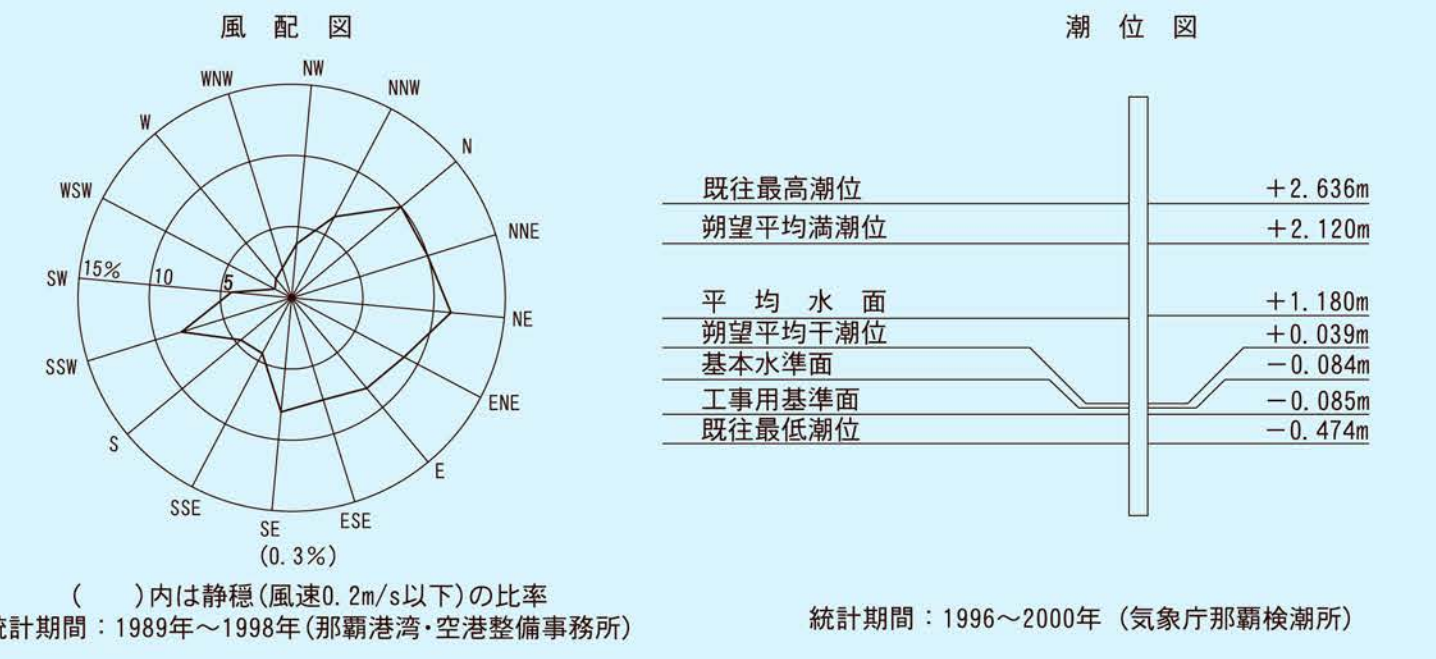 風 配 図
NW
WNW
NNW
W
N
WSW
NNE
SW
15%
10
5
NE
SSW
ENE
S
E
SSE
ESE
SE
(0.3%)
(　　)内は静穏(風速0.2m/s以下)の比率
統計期間：1989年～1998年(那覇港湾・空港整備事務所)
潮 位 図
既往最高潮位 +2.636m
朔望平均満潮位 +2.120m
平 均 水 面 +1.180m
朔望平均干潮位 +0.039m
基本水準面 -0.084m
工事用基準面 -0.085m
既往最低潮位 -0.474m
統計期間：1996～2000年 (気象庁那覇検潮所)